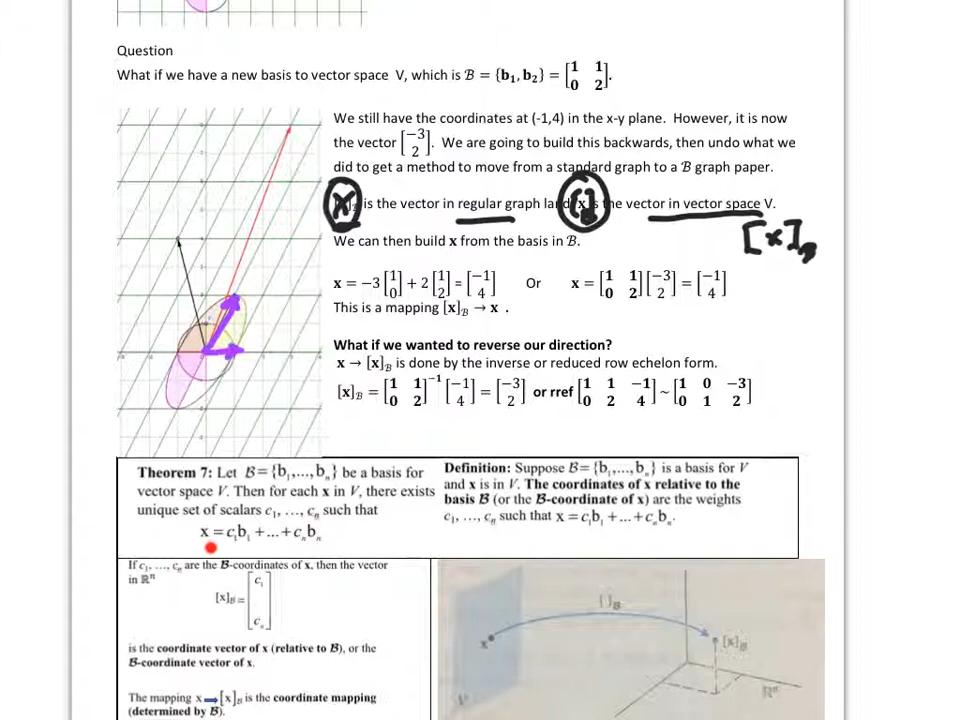 Question
What if we have a new basis to vector space V, which is ℬ = {b₁, b₂} = [1 1; 0 2].
We still have the coordinates at (-1,4) in the x-y plane. However, it is now
the vector [-3; 2]. We are going to build this backwards, then undo what we
did to get a method to move from a standard graph to a ℬ graph paper.
is the vector in regular graph land x is the vector in vector space V.
[x]ℬ
We can then build x from the basis in ℬ.
x = -3 [1; 0] + 2 [1; 2] = [-1; 4] Or x = [1 1; 0 2] [-3; 2] = [-1; 4]
This is a mapping [x]ℬ → x .
What if we wanted to reverse our direction?
x → [x]ℬ is done by the inverse or reduced row echelon form.
[x]ℬ = [1 1; 0 2]⁻¹ [-1; 4] = [-3; 2] or rref [1 1 -1; 0 2 4] ~ [1 0 -3; 0 1 2]
Theorem 7: Let ℬ = {b₁,...,bₙ} be a basis for
vector space V. Then for each x in V, there exists
unique set of scalars c₁, ..., cₙ such that
x = c₁b₁ +...+ cₙbₙ
Definition: Suppose ℬ = {b₁,...,bₙ} is a basis for V
and x is in V. The coordinates of x relative to the
basis ℬ (or the ℬ-coordinate of x) are the weights
c₁, ..., cₙ such that x = c₁b₁ +...+ cₙbₙ.
If c₁, ..., cₙ are the ℬ-coordinates of x, then the vector
in ℝⁿ
[x]ℬ = [c₁; cₙ]
is the coordinate vector of x (relative to ℬ), or the
ℬ-coordinate vector of x.
The mapping x → [x]ℬ is the coordinate mapping
(determined by ℬ).
[ ]ℬ
x
[x]ℬ
V
ℝⁿ